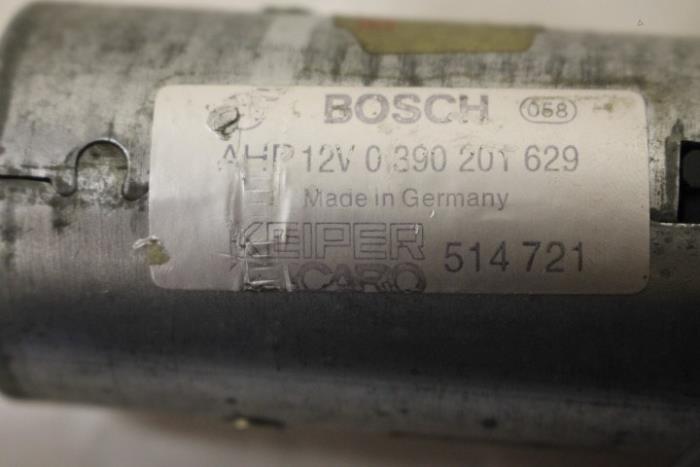 BOSCH 058
AHP 12V 0 390 201 629
Made in Germany
KEIPER
RECARO 514 721